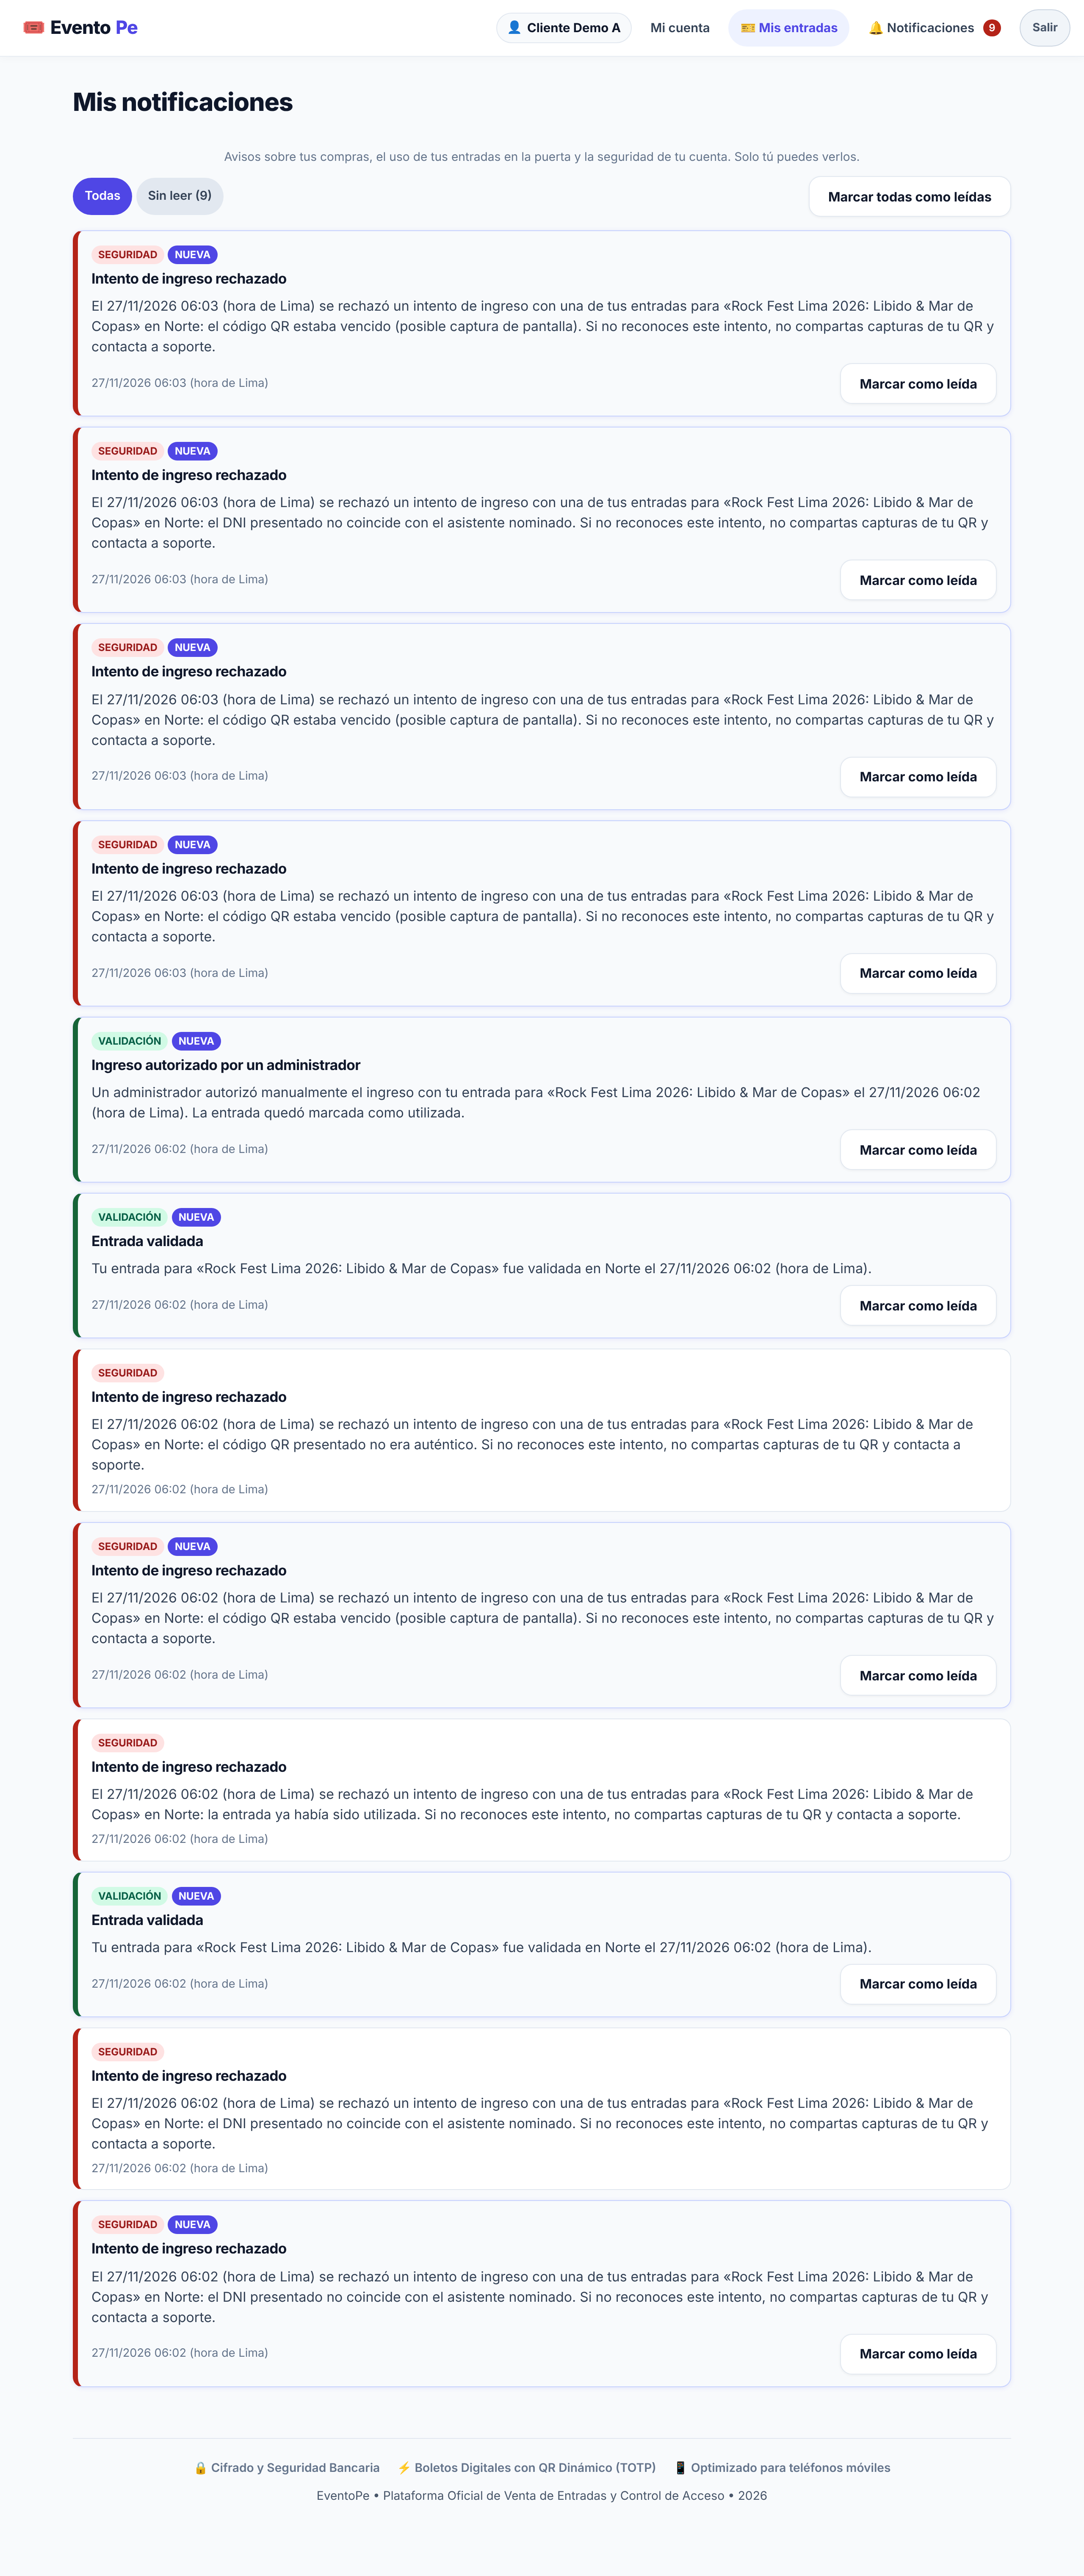 🎟️ Evento Pe
👤 Cliente Demo A
Mi cuenta
🎫 Mis entradas
🔔 Notificaciones 9
Salir
Mis notificaciones
Avisos sobre tus compras, el uso de tus entradas en la puerta y la seguridad de tu cuenta. Solo tú puedes verlos.
Todas
Sin leer (9)
Marcar todas como leídas
SEGURIDAD NUEVA
Intento de ingreso rechazado
El 27/11/2026 06:03 (hora de Lima) se rechazó un intento de ingreso con una de tus entradas para «Rock Fest Lima 2026: Libido & Mar de
Copas» en Norte: el código QR estaba vencido (posible captura de pantalla). Si no reconoces este intento, no compartas capturas de tu QR y
contacta a soporte.
27/11/2026 06:03 (hora de Lima)
Marcar como leída
SEGURIDAD NUEVA
Intento de ingreso rechazado
El 27/11/2026 06:03 (hora de Lima) se rechazó un intento de ingreso con una de tus entradas para «Rock Fest Lima 2026: Libido & Mar de
Copas» en Norte: el DNI presentado no coincide con el asistente nominado. Si no reconoces este intento, no compartas capturas de tu QR y
contacta a soporte.
27/11/2026 06:03 (hora de Lima)
Marcar como leída
SEGURIDAD NUEVA
Intento de ingreso rechazado
El 27/11/2026 06:03 (hora de Lima) se rechazó un intento de ingreso con una de tus entradas para «Rock Fest Lima 2026: Libido & Mar de
Copas» en Norte: el código QR estaba vencido (posible captura de pantalla). Si no reconoces este intento, no compartas capturas de tu QR y
contacta a soporte.
27/11/2026 06:03 (hora de Lima)
Marcar como leída
SEGURIDAD NUEVA
Intento de ingreso rechazado
El 27/11/2026 06:03 (hora de Lima) se rechazó un intento de ingreso con una de tus entradas para «Rock Fest Lima 2026: Libido & Mar de
Copas» en Norte: el código QR estaba vencido (posible captura de pantalla). Si no reconoces este intento, no compartas capturas de tu QR y
contacta a soporte.
27/11/2026 06:03 (hora de Lima)
Marcar como leída
VALIDACIÓN NUEVA
Ingreso autorizado por un administrador
Un administrador autorizó manualmente el ingreso con tu entrada para «Rock Fest Lima 2026: Libido & Mar de Copas» el 27/11/2026 06:02
(hora de Lima). La entrada quedó marcada como utilizada.
27/11/2026 06:02 (hora de Lima)
Marcar como leída
VALIDACIÓN NUEVA
Entrada validada
Tu entrada para «Rock Fest Lima 2026: Libido & Mar de Copas» fue validada en Norte el 27/11/2026 06:02 (hora de Lima).
27/11/2026 06:02 (hora de Lima)
Marcar como leída
SEGURIDAD
Intento de ingreso rechazado
El 27/11/2026 06:02 (hora de Lima) se rechazó un intento de ingreso con una de tus entradas para «Rock Fest Lima 2026: Libido & Mar de
Copas» en Norte: el código QR presentado no era auténtico. Si no reconoces este intento, no compartas capturas de tu QR y contacta a
soporte.
27/11/2026 06:02 (hora de Lima)
SEGURIDAD NUEVA
Intento de ingreso rechazado
El 27/11/2026 06:02 (hora de Lima) se rechazó un intento de ingreso con una de tus entradas para «Rock Fest Lima 2026: Libido & Mar de
Copas» en Norte: el código QR estaba vencido (posible captura de pantalla). Si no reconoces este intento, no compartas capturas de tu QR y
contacta a soporte.
27/11/2026 06:02 (hora de Lima)
Marcar como leída
SEGURIDAD
Intento de ingreso rechazado
El 27/11/2026 06:02 (hora de Lima) se rechazó un intento de ingreso con una de tus entradas para «Rock Fest Lima 2026: Libido & Mar de
Copas» en Norte: la entrada ya había sido utilizada. Si no reconoces este intento, no compartas capturas de tu QR y contacta a soporte.
27/11/2026 06:02 (hora de Lima)
VALIDACIÓN NUEVA
Entrada validada
Tu entrada para «Rock Fest Lima 2026: Libido & Mar de Copas» fue validada en Norte el 27/11/2026 06:02 (hora de Lima).
27/11/2026 06:02 (hora de Lima)
Marcar como leída
SEGURIDAD
Intento de ingreso rechazado
El 27/11/2026 06:02 (hora de Lima) se rechazó un intento de ingreso con una de tus entradas para «Rock Fest Lima 2026: Libido & Mar de
Copas» en Norte: el DNI presentado no coincide con el asistente nominado. Si no reconoces este intento, no compartas capturas de tu QR y
contacta a soporte.
27/11/2026 06:02 (hora de Lima)
SEGURIDAD NUEVA
Intento de ingreso rechazado
El 27/11/2026 06:02 (hora de Lima) se rechazó un intento de ingreso con una de tus entradas para «Rock Fest Lima 2026: Libido & Mar de
Copas» en Norte: el DNI presentado no coincide con el asistente nominado. Si no reconoces este intento, no compartas capturas de tu QR y
contacta a soporte.
27/11/2026 06:02 (hora de Lima)
Marcar como leída
🔒 Cifrado y Seguridad Bancaria ⚡ Boletos Digitales con QR Dinámico (TOTP) 📱 Optimizado para teléfonos móviles
EventoPe • Plataforma Oficial de Venta de Entradas y Control de Acceso • 2026